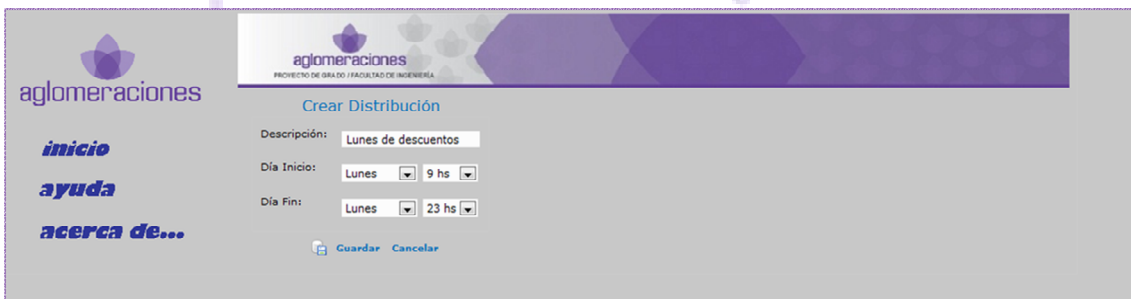 aglomeraciones
PROYECTO DE GRADO / FACULTAD DE INGENIERÍA
aglomeraciones
inicio
ayuda
acerca de...
Crear Distribución
Descripción: Lunes de descuentos
Día Inicio: Lunes 9 hs
Día Fin: Lunes 23 hs
Guardar Cancelar